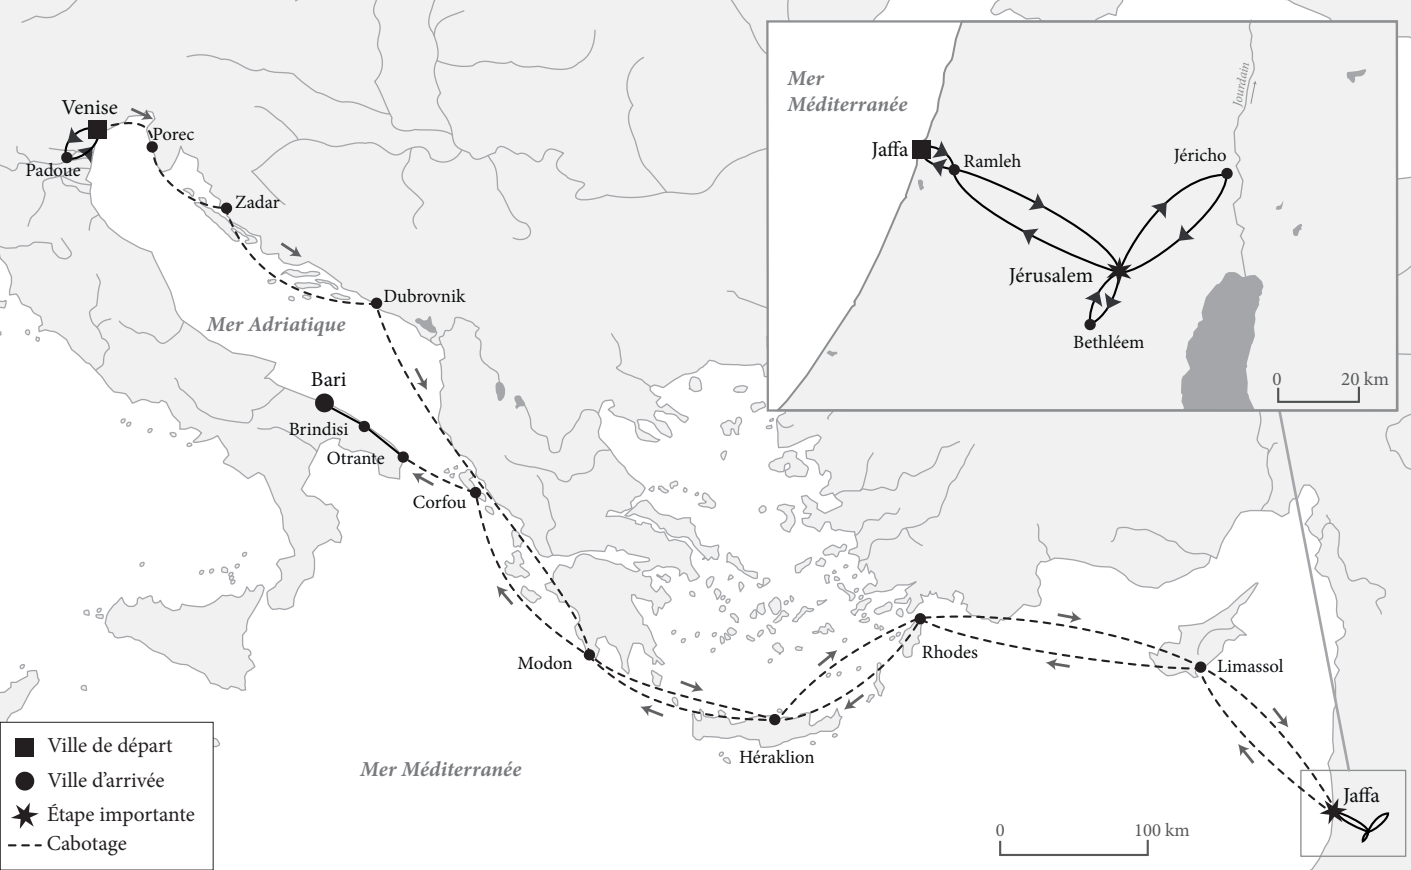 Venise
Porec
Padoue
Zadar
Dubrovnik
Mer Adriatique
Bari
Brindisi
Otrante
Corfou
Modon
Héraklion
Rhodes
Limassol
Jaffa
Mer Méditerranée
0 100 km
Mer
Méditerranée
Jourdain
Jaffa
Ramleh
Jéricho
Jérusalem
Bethléem
0 20 km
Ville de départ
Ville d'arrivée
Étape importante
Cabotage